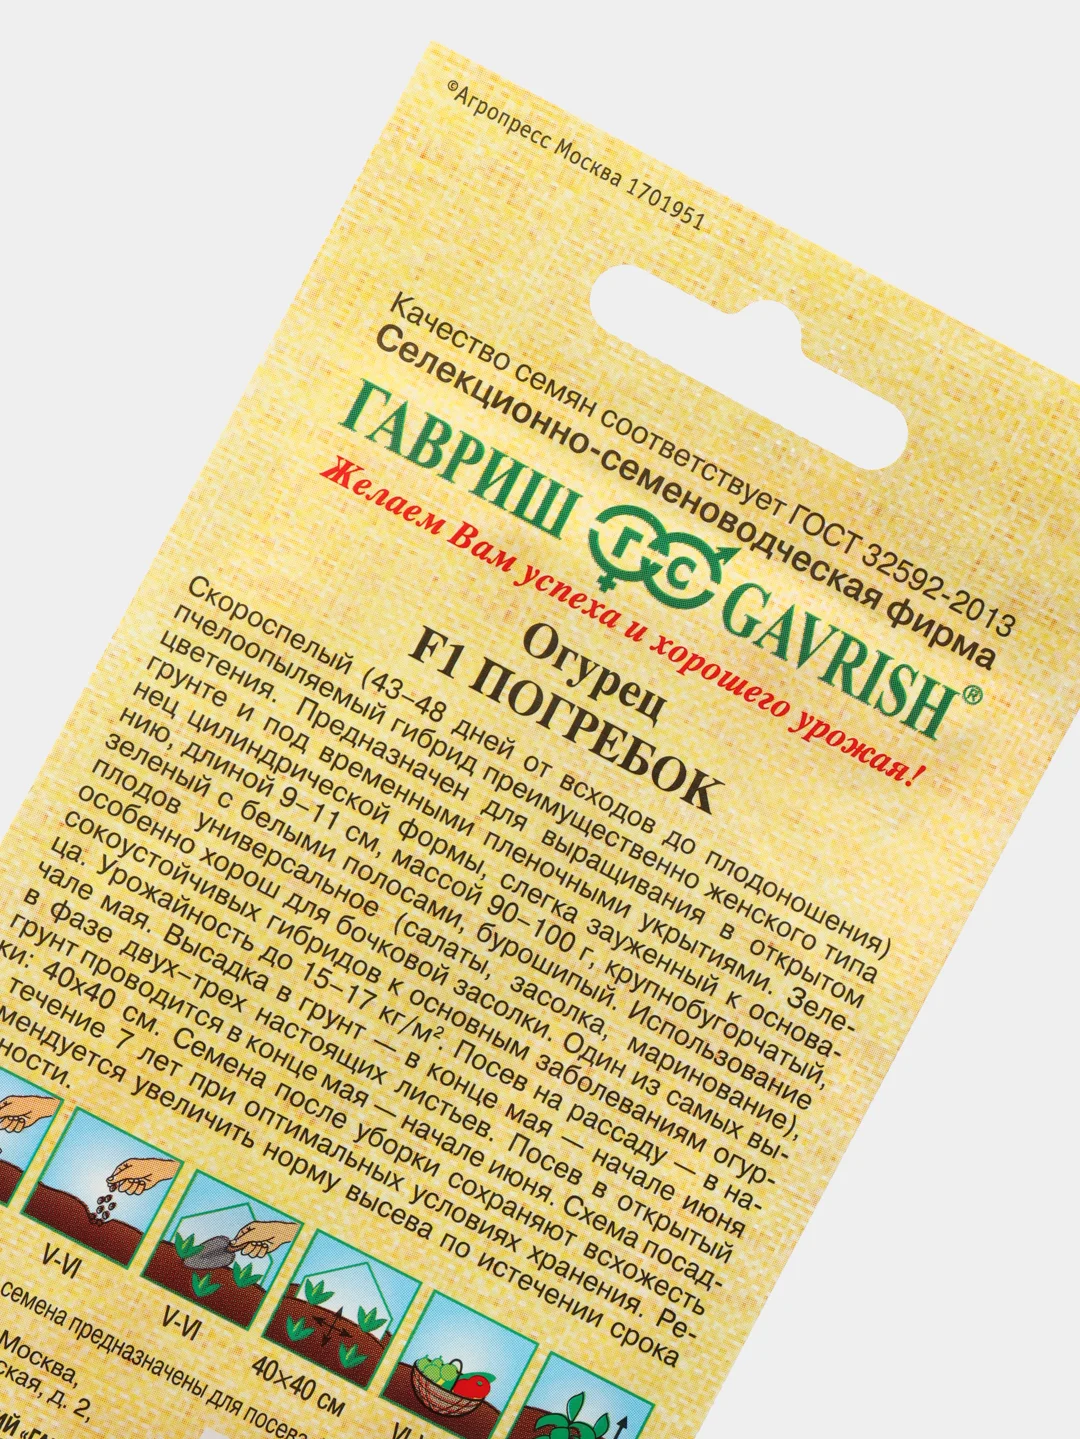 ©Агропресс Москва 1701951
Качество семян соответствует ГОСТ 32592-2013
Селекционно-семеноводческая фирма
ГАВРИШ ГС GAVRISH®
Желаем Вам успеха и хорошего урожая!
Огурец
F1 ПОГРЕБОК
Скороспелый (43–48 дней от всходов до плодоношения)
пчелоопыляемый гибрид преимущественно женского типа
цветения. Предназначен для выращивания в открытом
грунте и под временными пленочными укрытиями. Зеле-
нец цилиндрической формы, слегка зауженный к основа-
нию, длиной 9–11 см, массой 90–100 г, крупнобугорчатый,
зеленый с белыми полосами, бурошипый. Использование
плодов универсальное (салаты, засолка, маринование),
особенно хорош для бочковой засолки. Один из самых вы-
сокоустойчивых гибридов к основным заболеваниям огур-
ца. Урожайность до 15–17 кг/м². Посев на рассаду — в на-
чале мая. Высадка в грунт — в конце мая — начале июня
в фазе двух–трех настоящих листьев. Посев в открытый
грунт проводится в конце мая — начале июня. Схема посад-
ки: 40х40 см. Семена после уборки сохраняют всхожесть
течение 7 лет при оптимальных условиях хранения. Ре-
мендуется увеличить норму высева по истечении срока
ности.
V-VI
V-VI
40×40 см
семена предназначены для посева
Москва,
ская, д. 2,